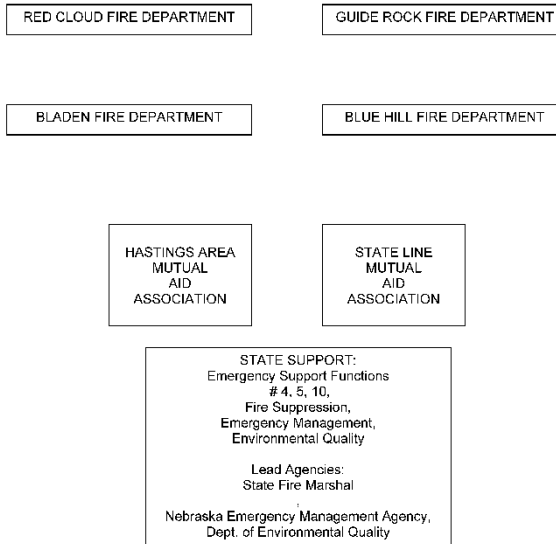 RED CLOUD FIRE DEPARTMENT
GUIDE ROCK FIRE DEPARTMENT
BLADEN FIRE DEPARTMENT
BLUE HILL FIRE DEPARTMENT
HASTINGS AREA
MUTUAL
AID
ASSOCIATION
STATE LINE
MUTUAL
AID
ASSOCIATION
STATE SUPPORT:
Emergency Support Functions
# 4, 5, 10,
Fire Suppression,
Emergency Management,
Environmental Quality
Lead Agencies:
State Fire Marshal
,
Nebraska Emergency Management Agency,
Dept. of Environmental Quality